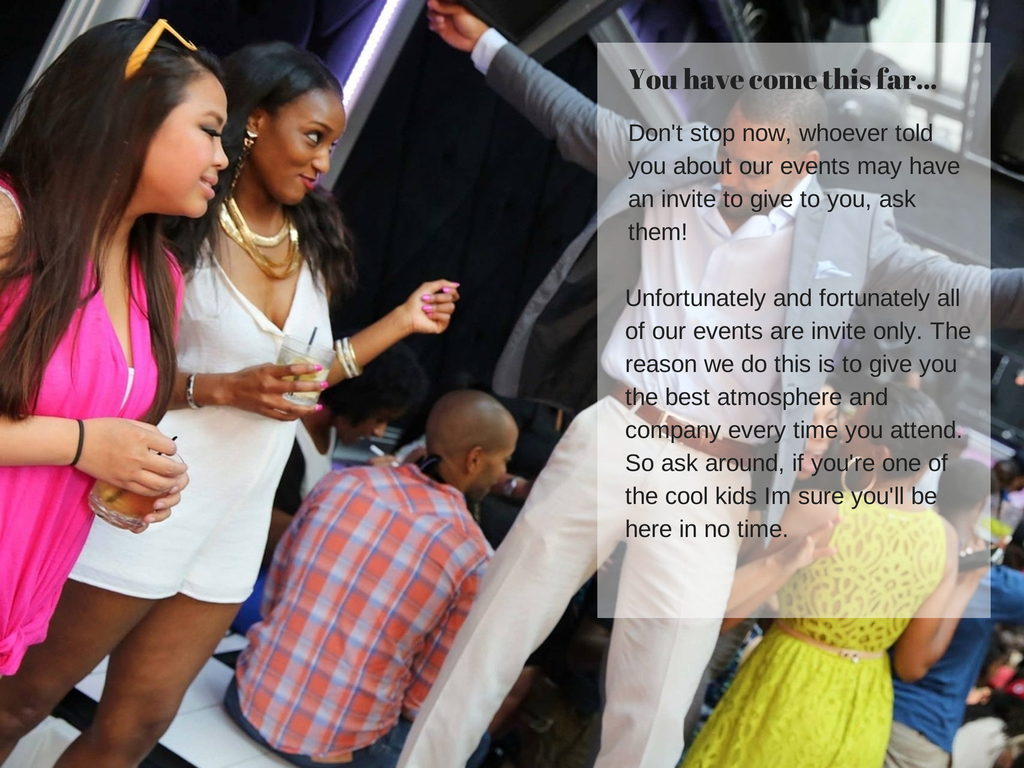 You have come this far...
Don't stop now, whoever told
you about our events may have
an invite to give to you, ask
them!
Unfortunately and fortunately all
of our events are invite only. The
reason we do this is to give you
the best atmosphere and
company every time you attend.
So ask around, if you're one of
the cool kids Im sure you'll be
here in no time.